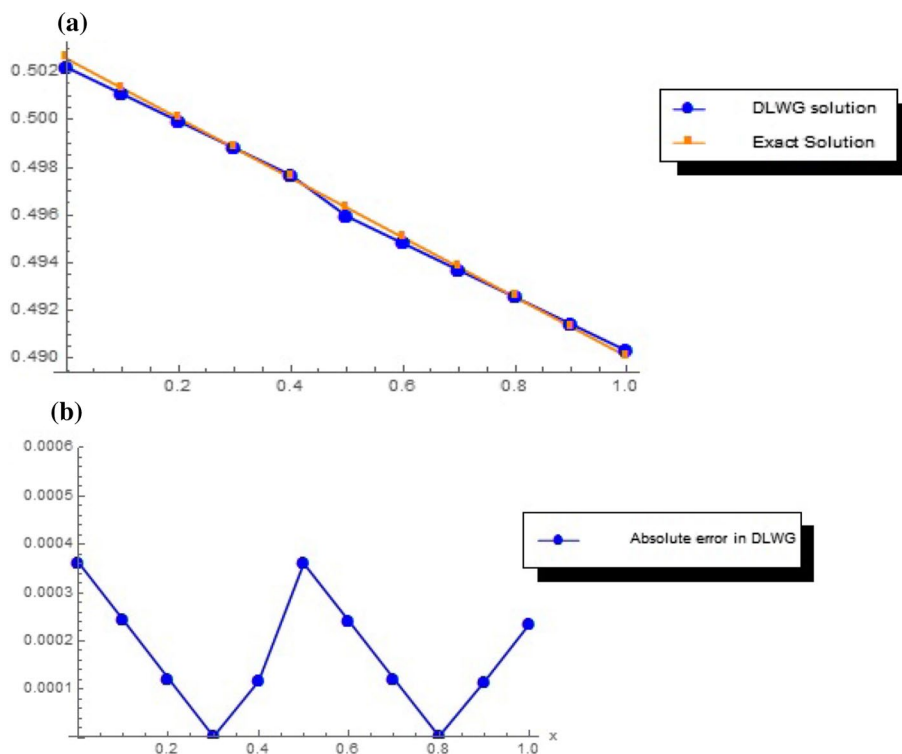 (a)
0.502
0.500
0.498
0.496
0.494
0.492
0.490
0.2 0.4 0.6 0.8 1.0
DLWG solution
Exact Solution
(b)
0.0006
0.0005
0.0004
0.0003
0.0002
0.0001
0.2 0.4 0.6 0.8 1.0 x
Absolute error in DLWG